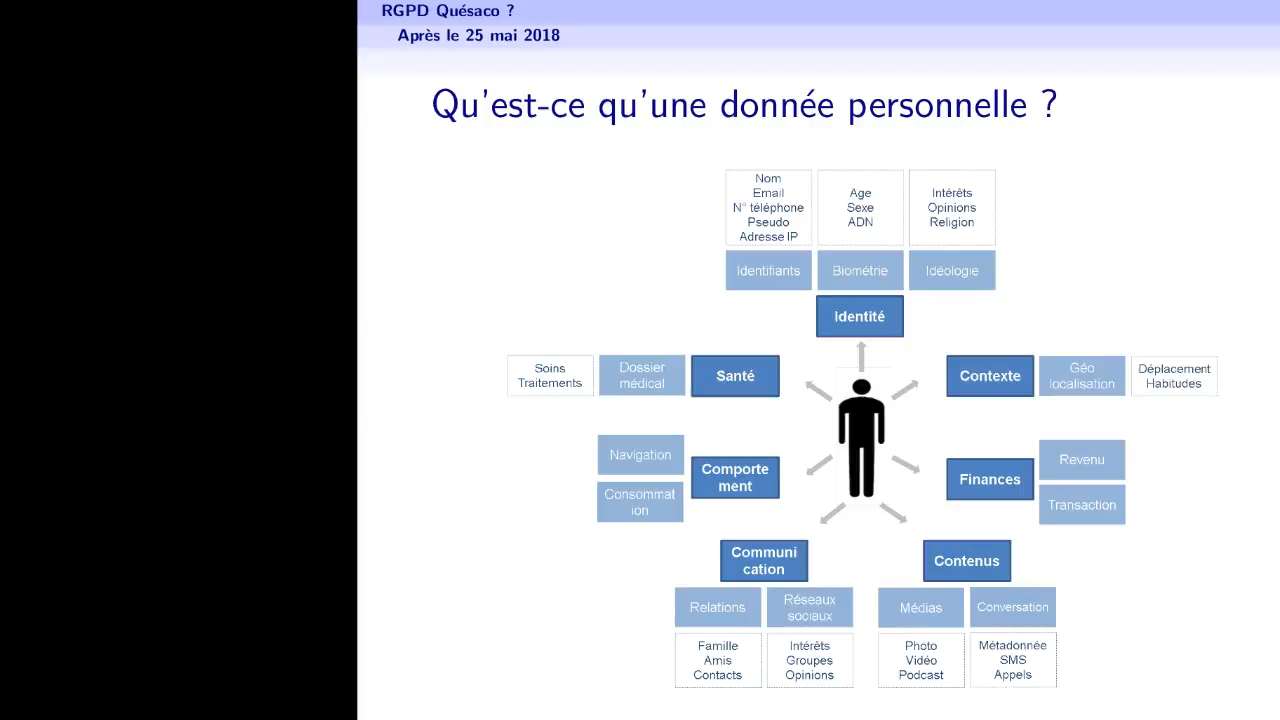 RGPD Quésaco ?
Après le 25 mai 2018
Qu'est-ce qu'une donnée personnelle ?
Nom
Email
N° téléphone
Pseudo
Adresse IP
Age
Sexe
ADN
Intérêts
Opinions
Religion
Identifiants
Biométrie
Idéologie
Identité
Soins
Traitements
Dossier
médical
Santé
Contexte
Géo
localisation
Déplacement
Habitudes
Navigation
Consommat
ion
Comporte
ment
Finances
Revenu
Transaction
Communi
cation
Relations
Réseaux
sociaux
Famille
Amis
Contacts
Intérêts
Groupes
Opinions
Contenus
Médias
Conversation
Photo
Vidéo
Podcast
Métadonnée
SMS
Appels